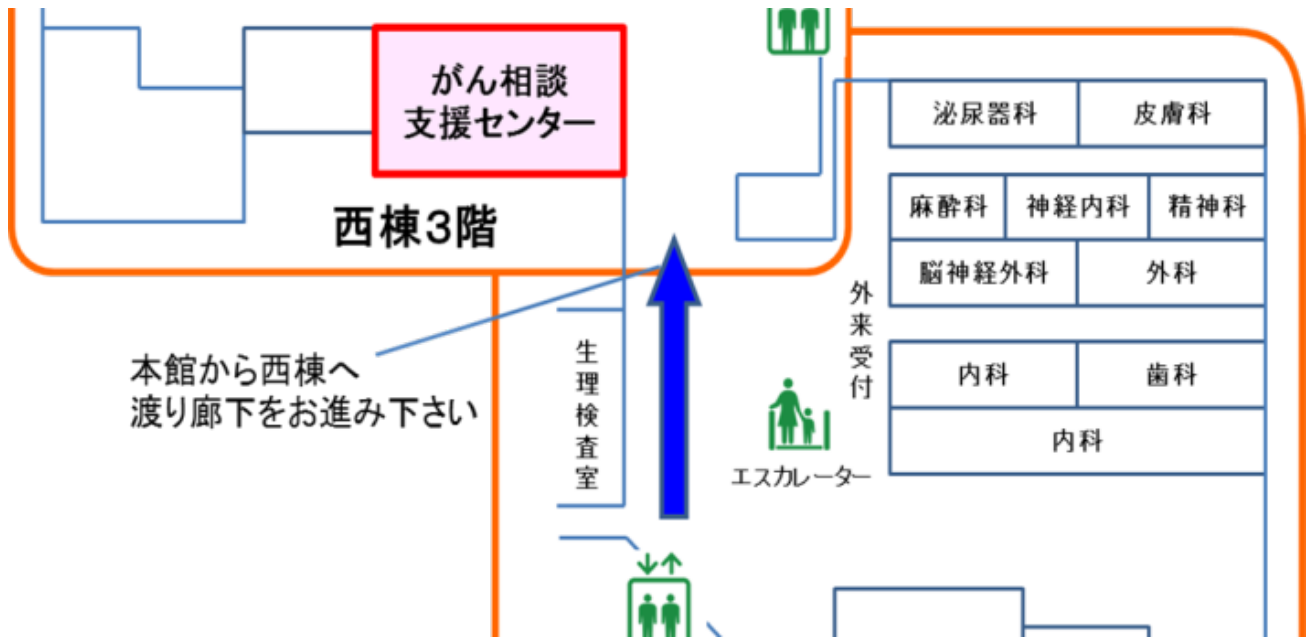 がん相談
支援センター
西棟3階
泌尿器科
皮膚科
麻酔科
神経内科
精神科
脳神経外科
外科
外来受付
内科
歯科
内科
本館から西棟へ
渡り廊下をお進み下さい
生理検査室
エスカレーター